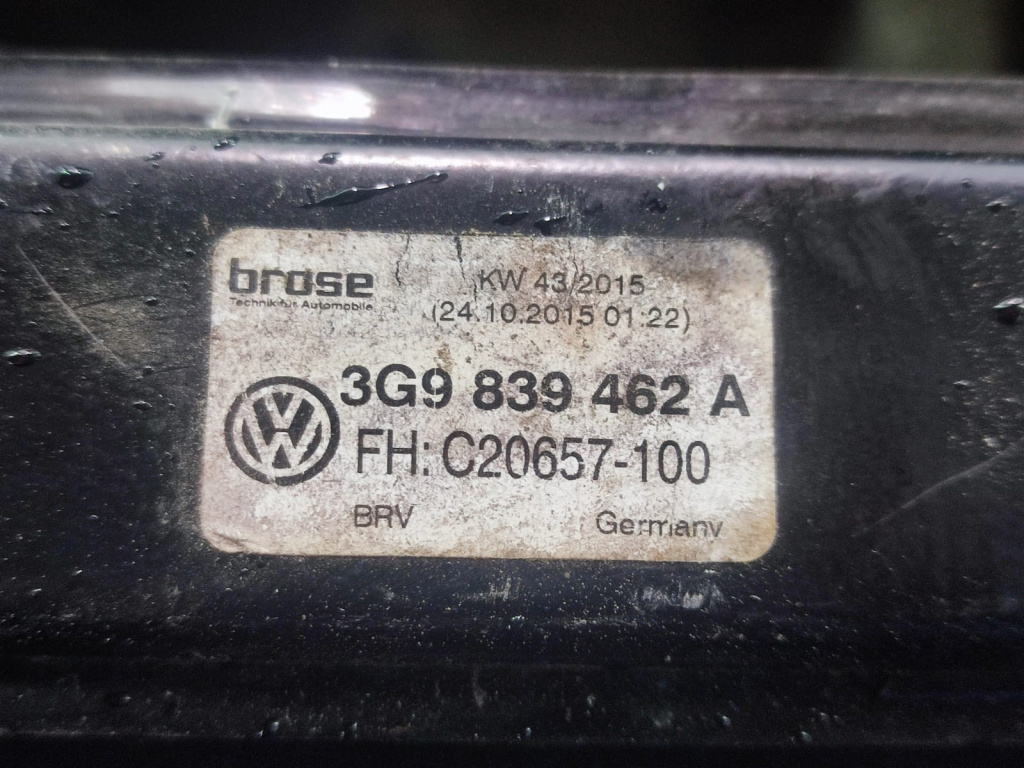 brose
Technik für Automobile
KW 43/2015
(24.10.2015 01:22)
3G9 839 462 A
FH: C20657-100
BRV
Germany